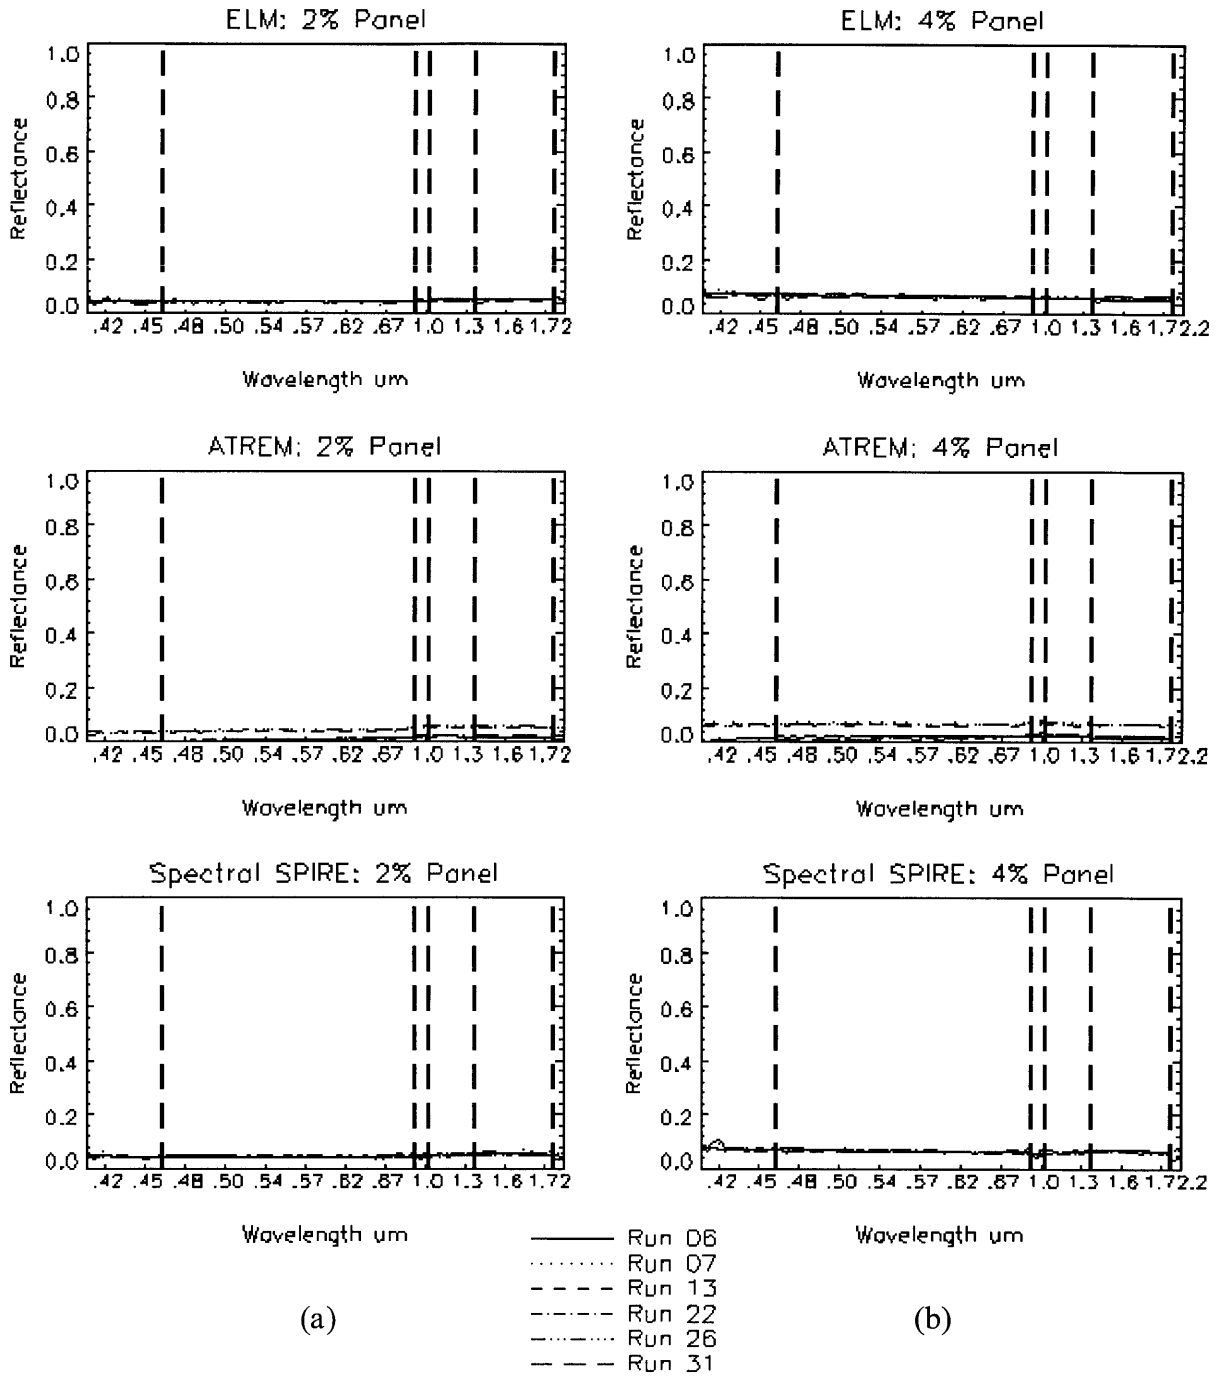 ELM: 2% Panel
ELM: 4% Panel
1.0
0.8
0.6
0.4
0.2
0.0
Reflectance
.42 .45 .48 .50 .54 .57 .62 .67 1.0 1.3 1.6 1.72
Wavelength um
1.0
0.8
0.6
0.4
0.2
0.0
Reflectance
.42 .45 .48 .50 .54 .57 .62 .67 1.0 1.3 1.6 1.72.2
Wavelength um
ATREM: 2% Panel
ATREM: 4% Panel
1.0
0.8
0.6
0.4
0.2
0.0
Reflectance
.42 .45 .48 .50 .54 .57 .62 .67 1.0 1.3 1.6 1.72
Wavelength um
1.0
0.8
0.6
0.4
0.2
0.0
Reflectance
.42 .45 .48 .50 .54 .57 .62 .67 1.0 1.3 1.6 1.72.2
Wavelength um
Spectral SPIRE: 2% Panel
Spectral SPIRE: 4% Panel
1.0
0.8
0.6
0.4
0.2
0.0
Reflectance
.42 .45 .48 .50 .54 .57 .62 .67 1.0 1.3 1.6 1.72
Wavelength um
1.0
0.8
0.6
0.4
0.2
0.0
Reflectance
.42 .45 .48 .50 .54 .57 .62 .67 1.0 1.3 1.6 1.72.2
Wavelength um
Run 06
Run 07
Run 13
Run 22
Run 26
Run 31
(a)
(b)